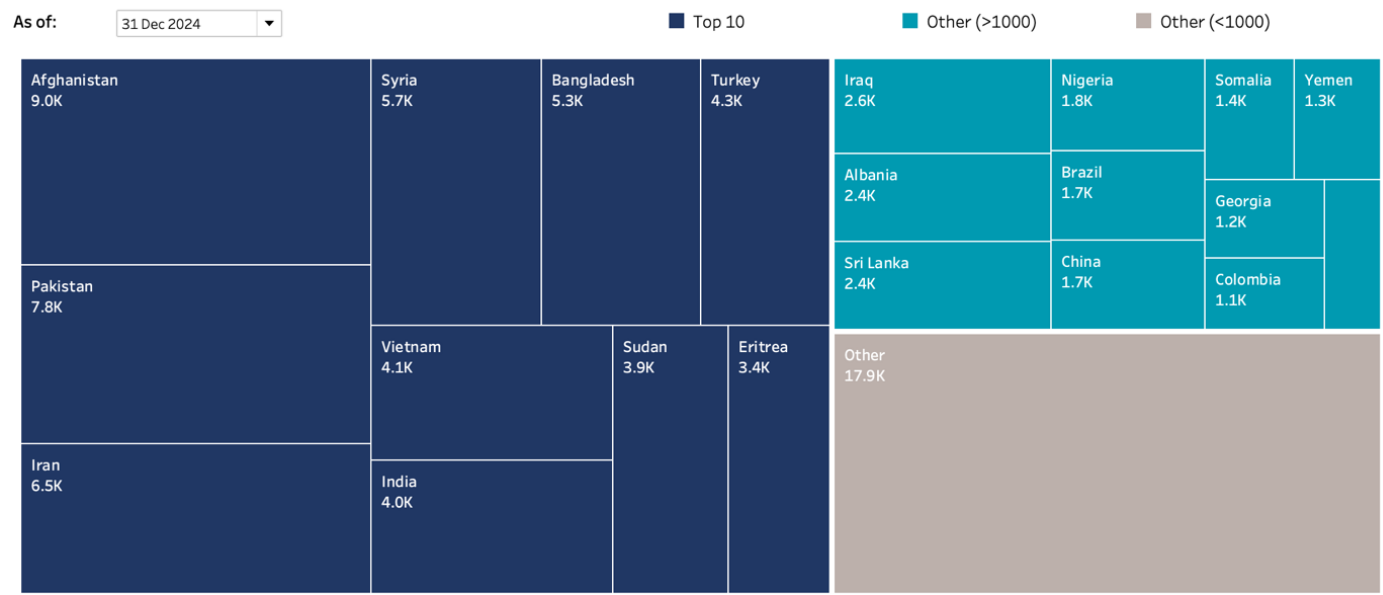 As of:
31 Dec 2024
Top 10
Other (>1000)
Other (<1000)
Afghanistan
9.0K
Pakistan
7.8K
Iran
6.5K
Syria
5.7K
Bangladesh
5.3K
Turkey
4.3K
Vietnam
4.1K
India
4.0K
Sudan
3.9K
Eritrea
3.4K
Iraq
2.6K
Albania
2.4K
Sri Lanka
2.4K
Nigeria
1.8K
Brazil
1.7K
China
1.7K
Somalia
1.4K
Yemen
1.3K
Georgia
1.2K
Colombia
1.1K
Other
17.9K